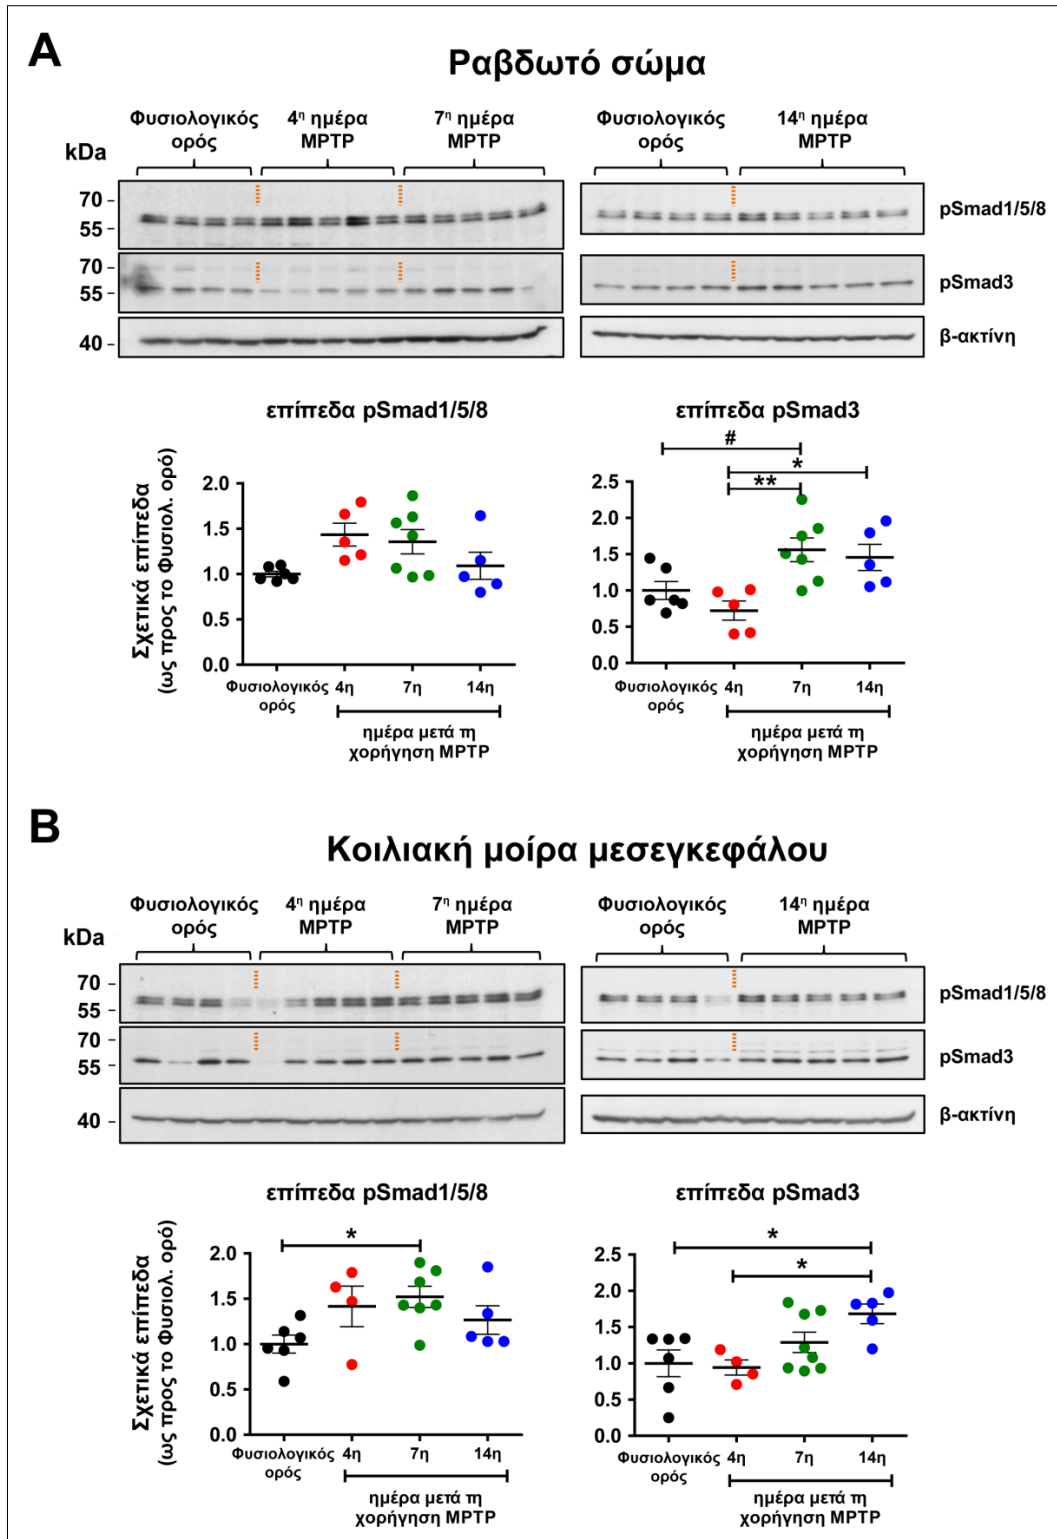 A
Ραβδωτό σώμα
Φυσιολογικός
ορός
4η ημέρα
MPTP
7η ημέρα
MPTP
Φυσιολογικός
ορός
14η ημέρα
MPTP
kDa
70
55
pSmad1/5/8
70
55
pSmad3
40
β-ακτίνη
επίπεδα pSmad1/5/8
Σχετικά επίπεδα
(ως προς το Φυσιολ. ορό)
2.0
1.5
1.0
0.5
0.0
Φυσιολογικός
ορός
4η
7η
14η
ημέρα μετά τη
χορήγηση MPTP
επίπεδα pSmad3
#
*
**
2.5
2.0
1.5
1.0
0.5
0.0
Φυσιολογικός
ορός
4η
7η
14η
ημέρα μετά τη
χορήγηση MPTP
B
Κοιλιακή μοίρα μεσεγκεφάλου
Φυσιολογικός
ορός
4η ημέρα
MPTP
7η ημέρα
MPTP
Φυσιολογικός
ορός
14η ημέρα
MPTP
kDa
70
55
pSmad1/5/8
70
55
pSmad3
40
β-ακτίνη
επίπεδα pSmad1/5/8
Σχετικά επίπεδα
(ως προς το Φυσιολ. ορό)
*
2.0
1.5
1.0
0.5
0.0
Φυσιολογικός
ορός
4η
7η
14η
ημέρα μετά τη
χορήγηση MPTP
επίπεδα pSmad3
*
*
2.5
2.0
1.5
1.0
0.5
0.0
Φυσιολογικός
ορός
4η
7η
14η
ημέρα μετά τη
χορήγηση MPTP